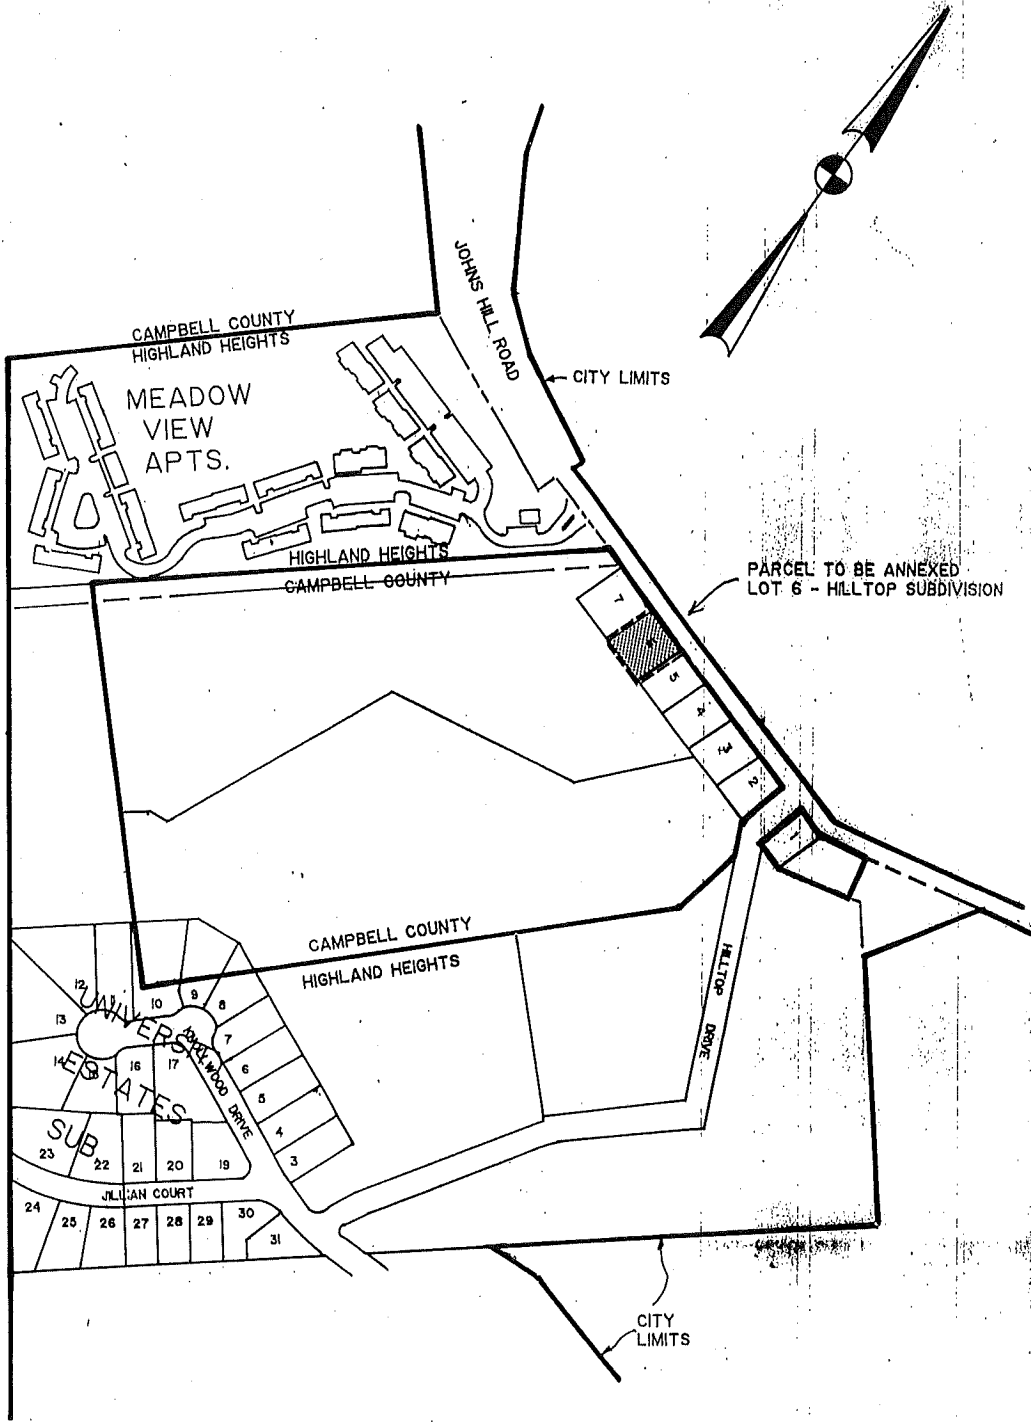 JOHNS HILL ROAD
CAMPBELL COUNTY
HIGHLAND HEIGHTS
CITY LIMITS
MEADOW
VIEW
APTS.
HIGHLAND HEIGHTS
CAMPBELL COUNTY
PARCEL TO BE ANNEXED
LOT 6 - HILLTOP SUBDIVISION
7
5
4
3
2
1
CAMPBELL COUNTY
HIGHLAND HEIGHTS
HILLTOP DRIVE
12
10
9
8
13
7
UNIVERSITY
14
16
17
6
ESTATES
WOOD DRIVE
5
SUB.
4
23
22
21
20
19
3
JILLIAN COURT
24
25
26
27
28
29
30
31
CITY
LIMITS